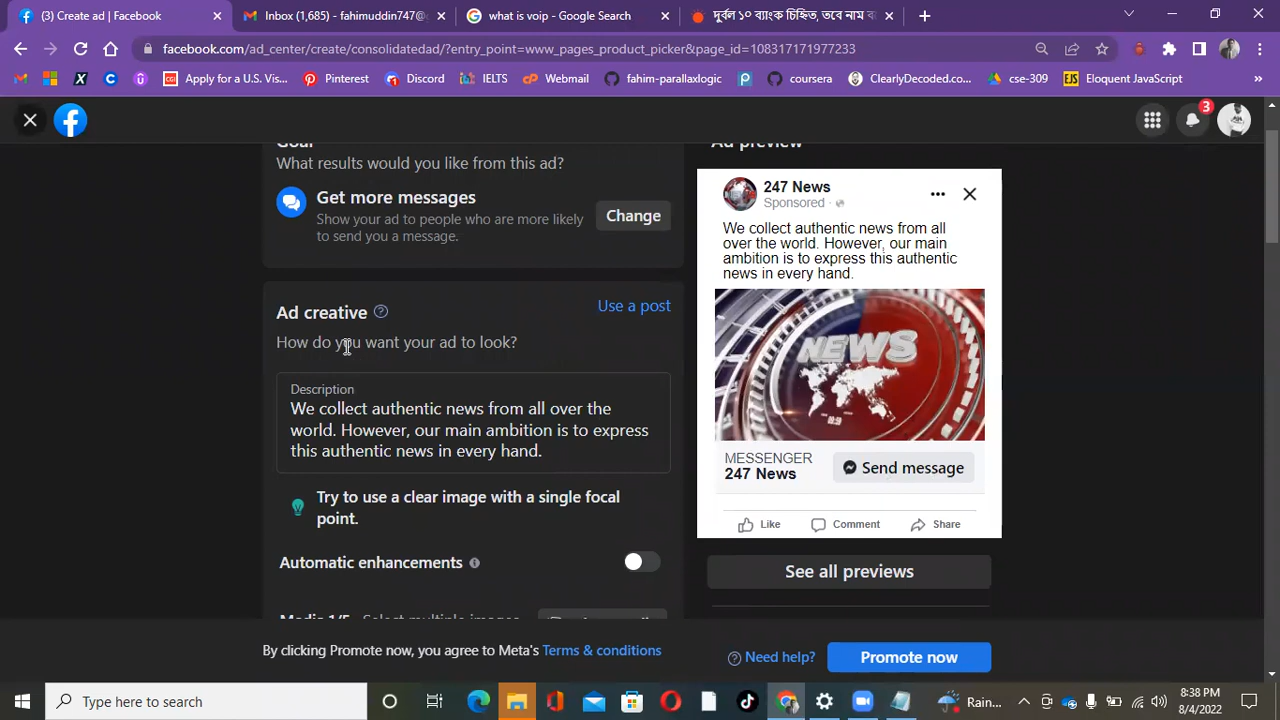 (3) Create ad | Facebook
Inbox (1,685) - fahimuddin747@g
what is voip - Google Search
দুর্বল ১০ ব্যাংক চিহ্নিত, তবে নাম
facebook.com/ad_center/create/consolidatedad/?entry_point=www_pages_product_picker&page_id=108317171977233
Apply for a U.S. Vis...
Pinterest
Discord
IELTS
Webmail
fahim-parallaxlogic
coursera
ClearlyDecoded.co...
cse-309
Eloquent JavaScript
»
3
Goal
What results would you like from this ad?
Get more messages
Show your ad to people who are more likely
to send you a message.
Change
Ad creative
Use a post
How do you want your ad to look?
Description
We collect authentic news from all over the
world. However, our main ambition is to express
this authentic news in every hand.
Try to use a clear image with a single focal
point.
Automatic enhancements
Media 1/5 Select multiple images
Ad preview
247 News
Sponsored
We collect authentic news from all
over the world. However, our main
ambition is to express this authentic
news in every hand.
NEWS
MESSENGER
247 News
Send message
Like
Comment
Share
See all previews
By clicking Promote now, you agree to Meta's Terms & conditions
Need help?
Promote now
Type here to search
Rain...
8:38 PM
8/4/2022